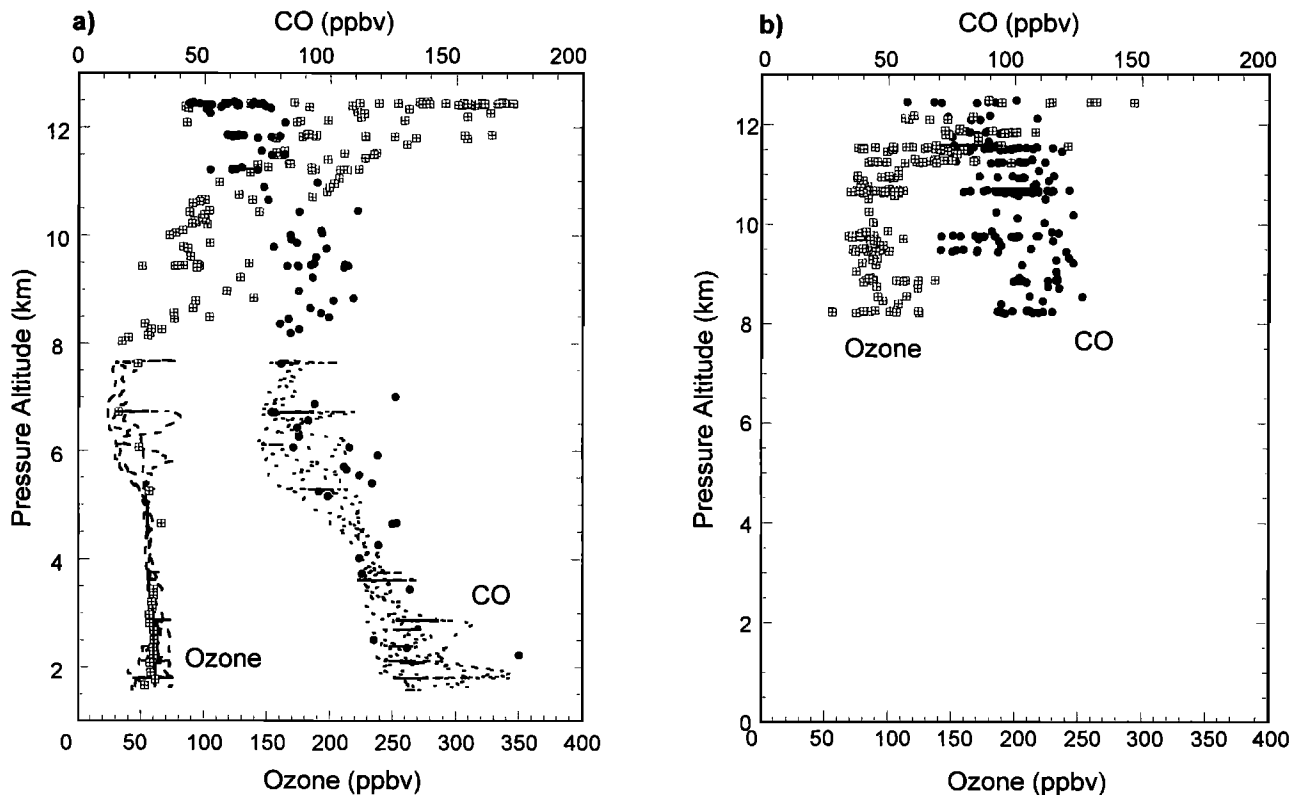 a)
CO (ppbv)
0 50 100 150 200
12
10
8
6
4
2
Pressure Altitude (km)
CO
Ozone
0 50 100 150 200 250 300 350 400
Ozone (ppbv)
b)
CO (ppbv)
0 50 100 150 200
12
10
8
6
4
2
0
Pressure Altitude (km)
Ozone
CO
50 100 150 200 250 300 350 400
Ozone (ppbv)